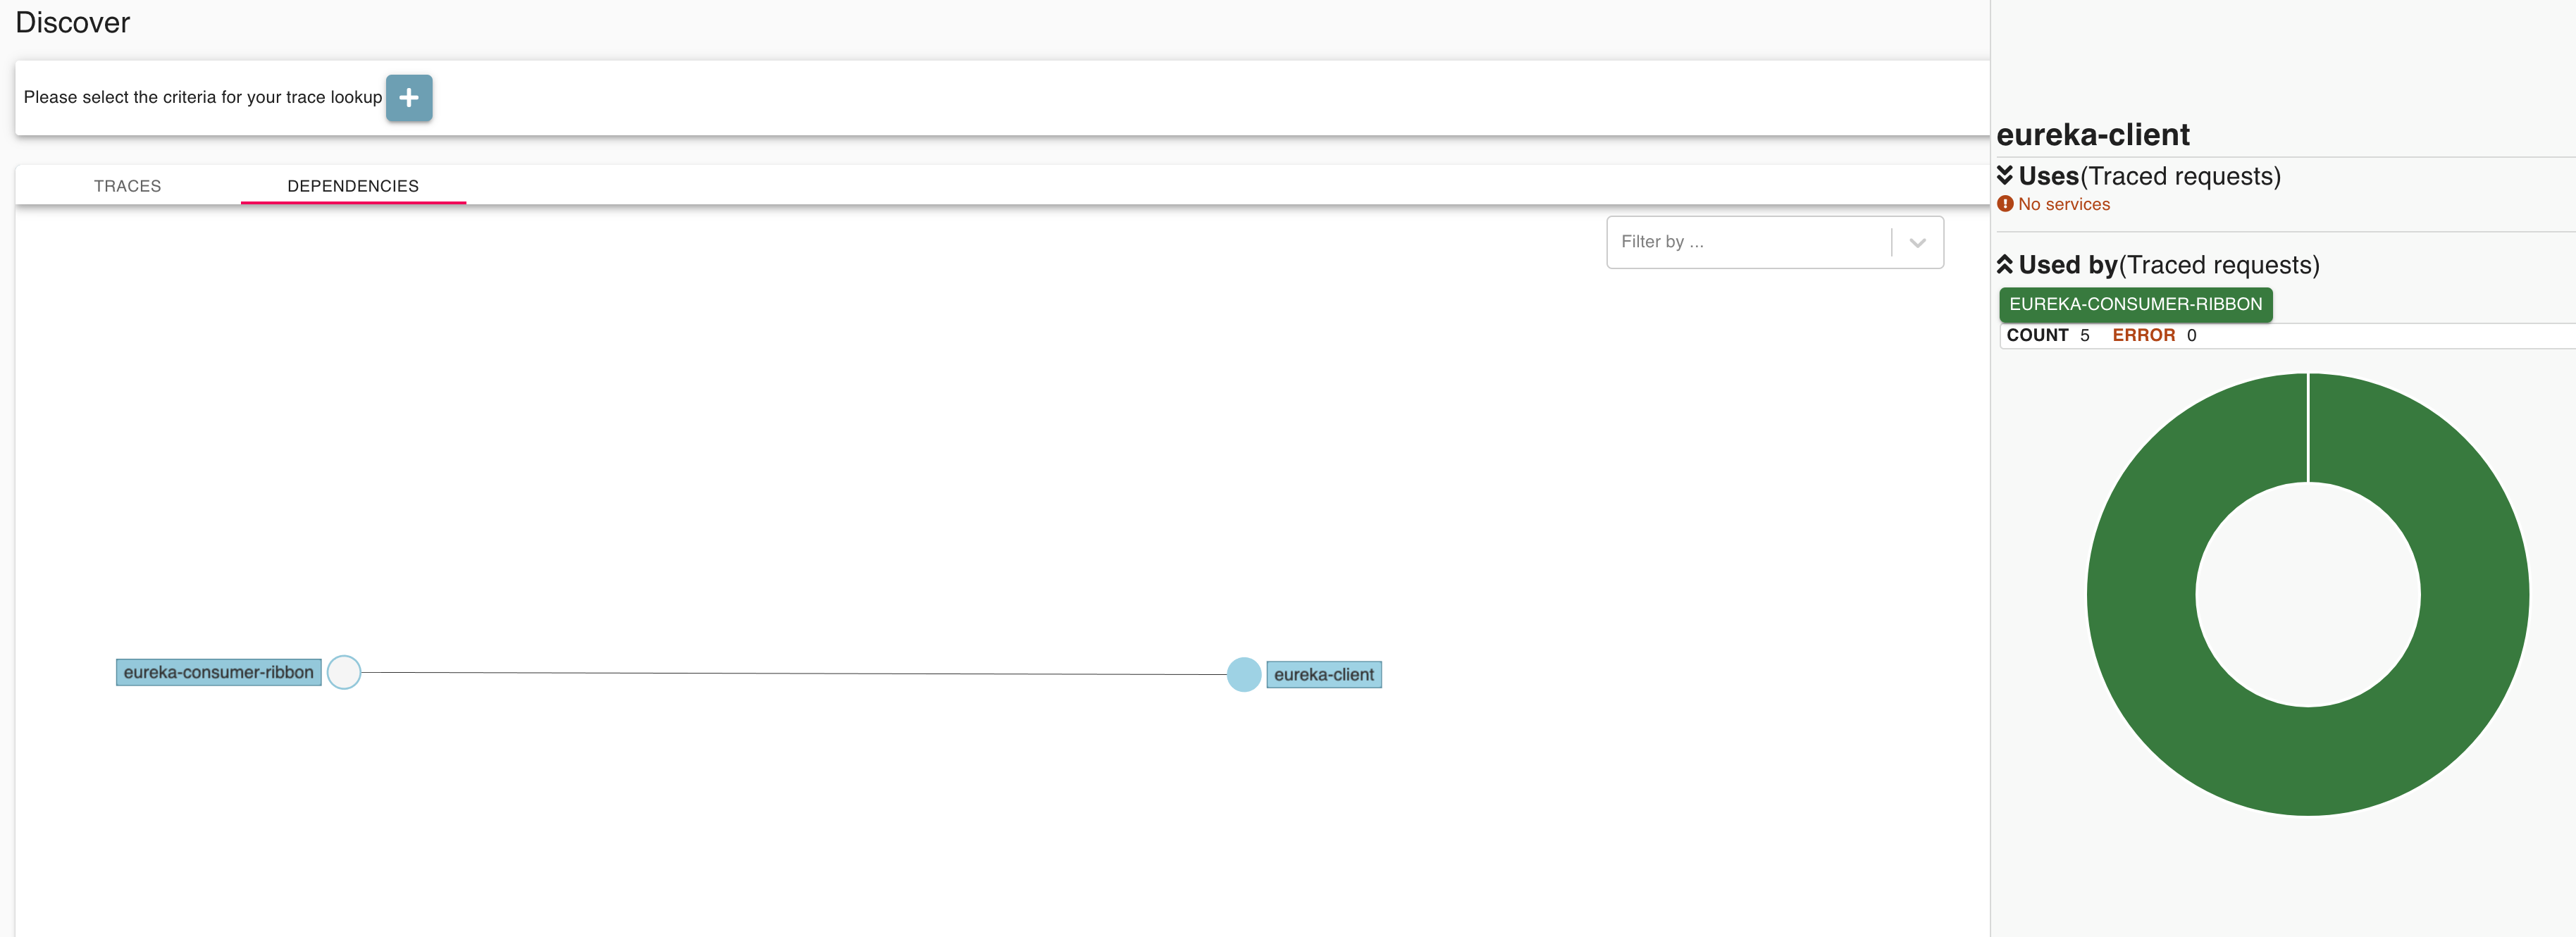 Discover
Please select the criteria for your trace lookup
TRACES
DEPENDENCIES
Filter by ...
eureka-consumer-ribbon
eureka-client
eureka-client
Uses(Traced requests)
No services
Used by(Traced requests)
EUREKA-CONSUMER-RIBBON
COUNT 5 ERROR 0